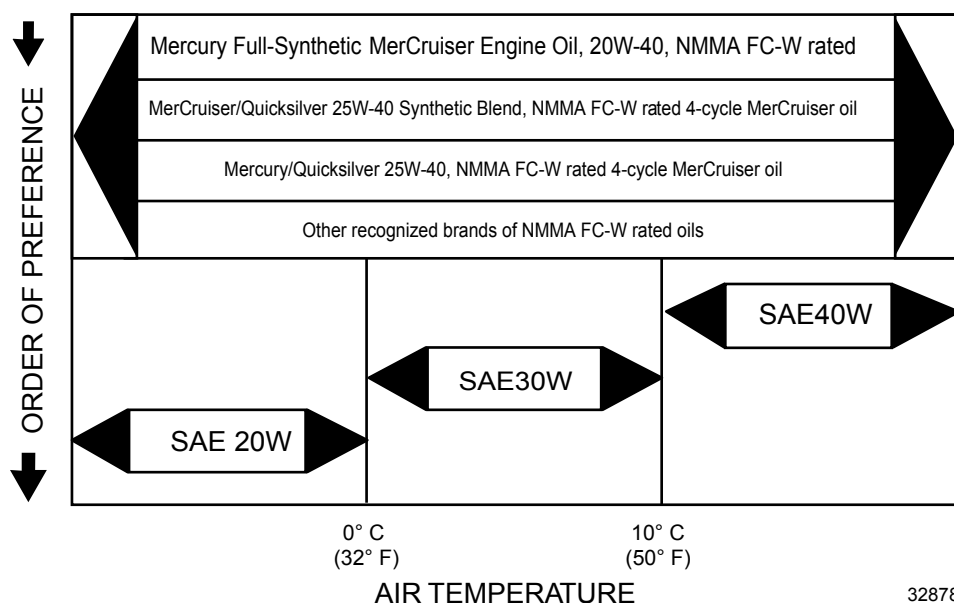 ORDER OF PREFERENCE
Mercury Full-Synthetic MerCruiser Engine Oil, 20W-40, NMMA FC-W rated
MerCruiser/Quicksilver 25W-40 Synthetic Blend, NMMA FC-W rated 4-cycle MerCruiser oil
Mercury/Quicksilver 25W-40, NMMA FC-W rated 4-cycle MerCruiser oil
Other recognized brands of NMMA FC-W rated oils
SAE40W
SAE30W
SAE 20W
0° C
(32° F)
10° C
(50° F)
AIR TEMPERATURE
32878